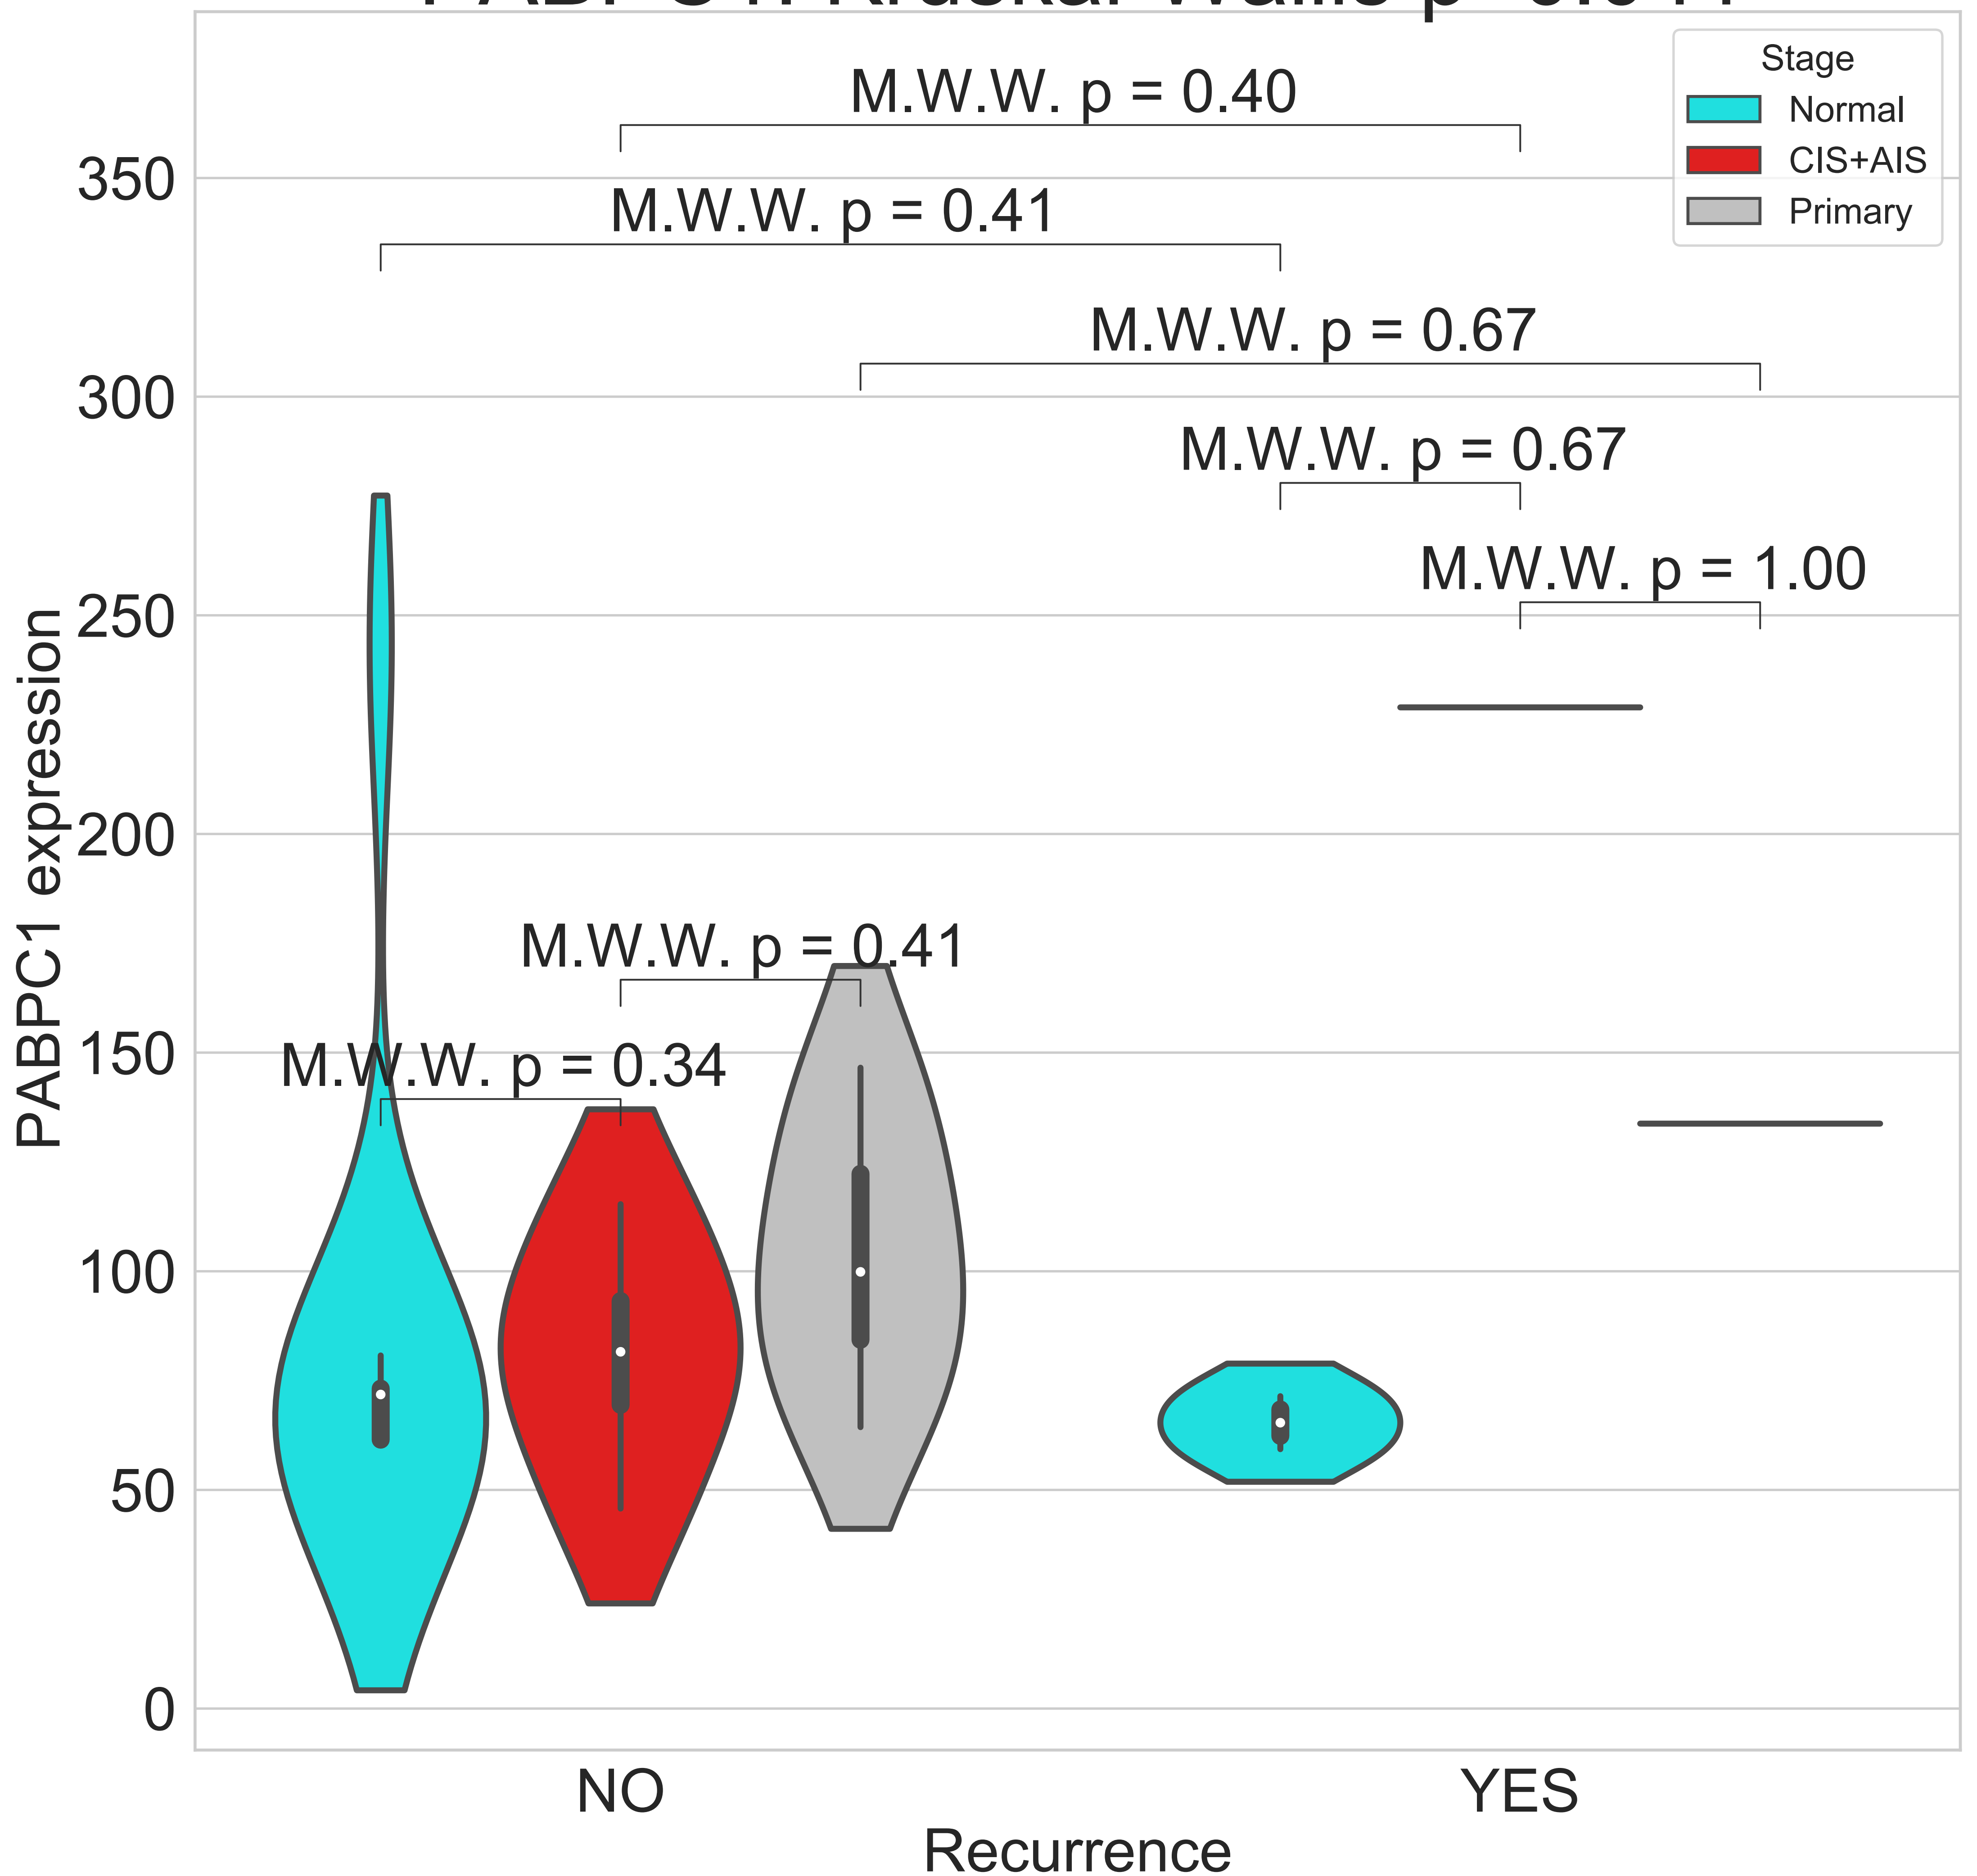 Stage
Normal
CIS+AIS
Primary
M.W.W. p = 0.40
M.W.W. p = 0.41
M.W.W. p = 0.67
M.W.W. p = 0.67
M.W.W. p = 1.00
M.W.W. p = 0.41
M.W.W. p = 0.34
350
300
250
200
150
100
50
0
PABPC1 expression
NO
YES
Recurrence